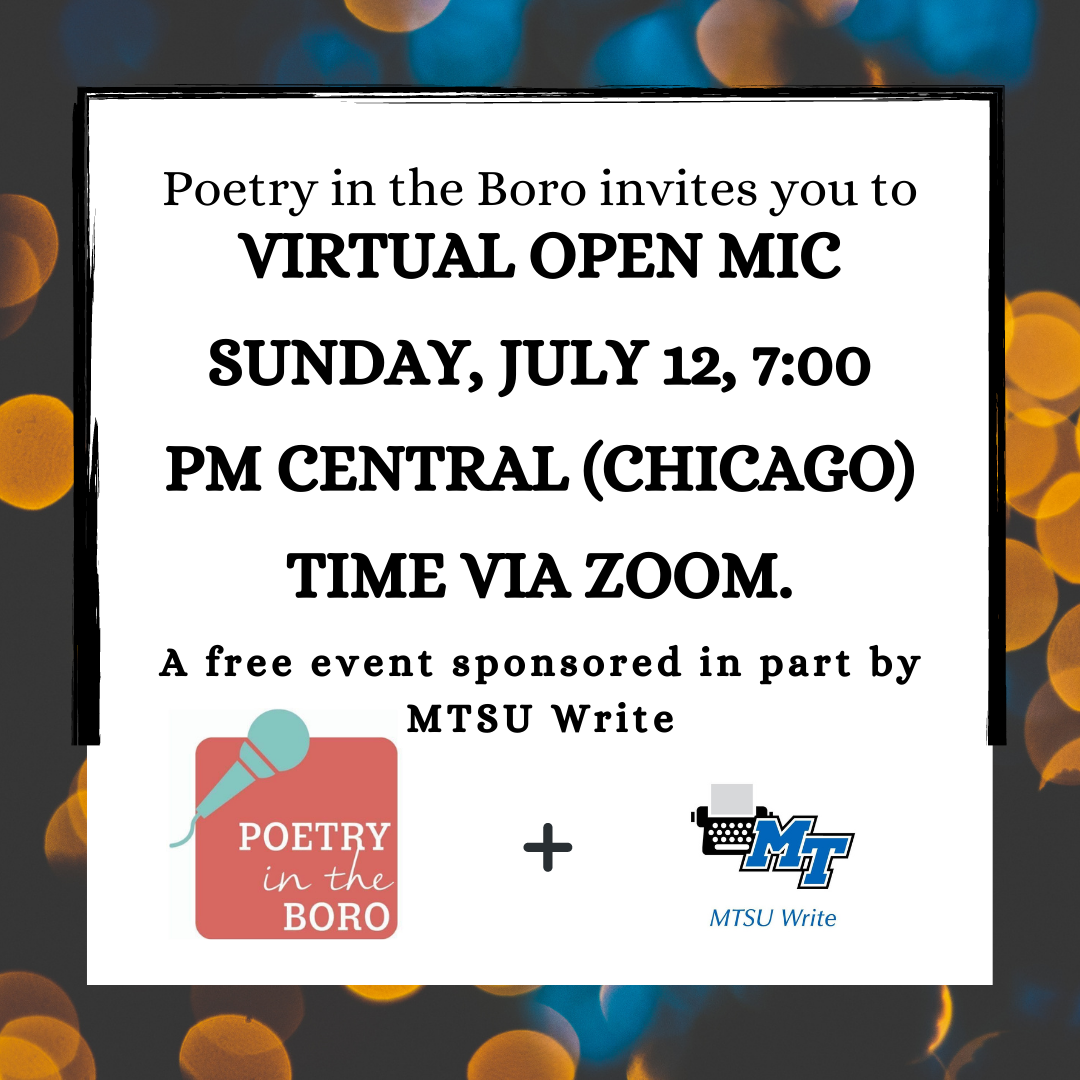 Poetry in the Boro invites you to
VIRTUAL OPEN MIC
SUNDAY, JULY 12, 7:00
PM CENTRAL (CHICAGO)
TIME VIA ZOOM.
A free event sponsored in part by
MTSU Write
POETRY
in the
BORO
+
MT
MTSU Write